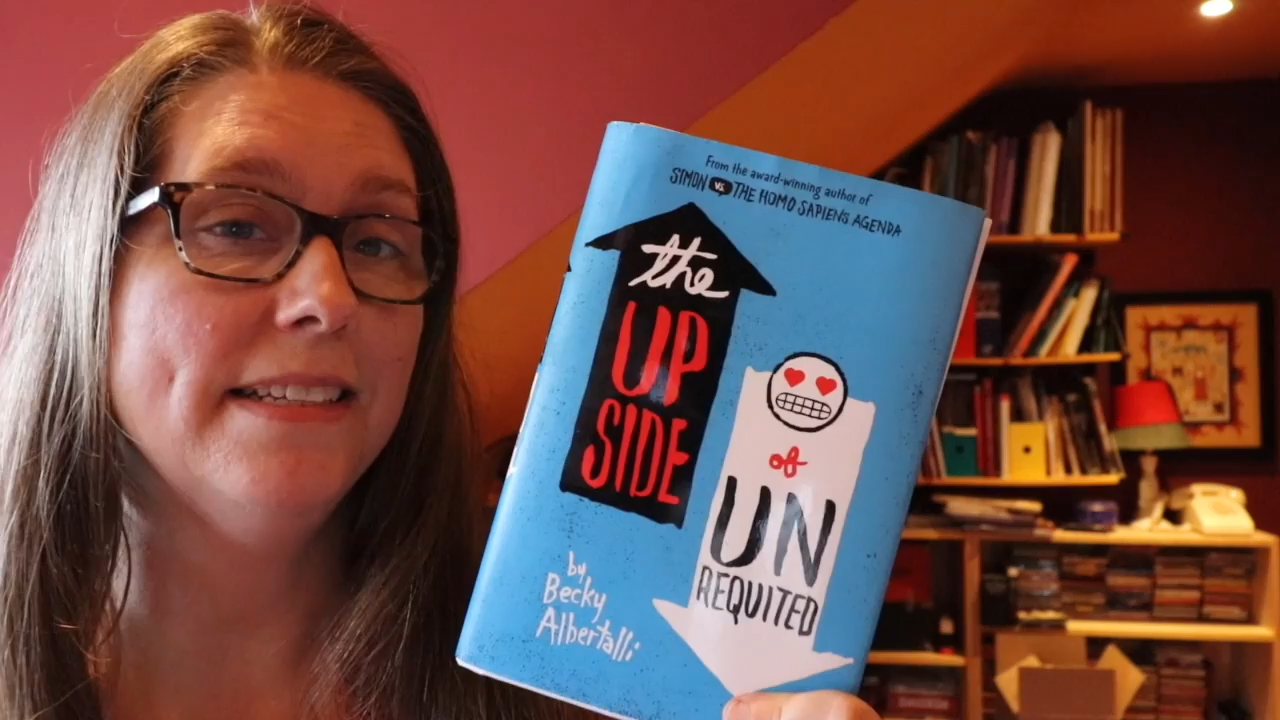 From the award-winning author of
SIMON VS. THE HOMO SAPIENS AGENDA
the
UP
SIDE
of
UN
REQUITED
by
Becky
Albertalli